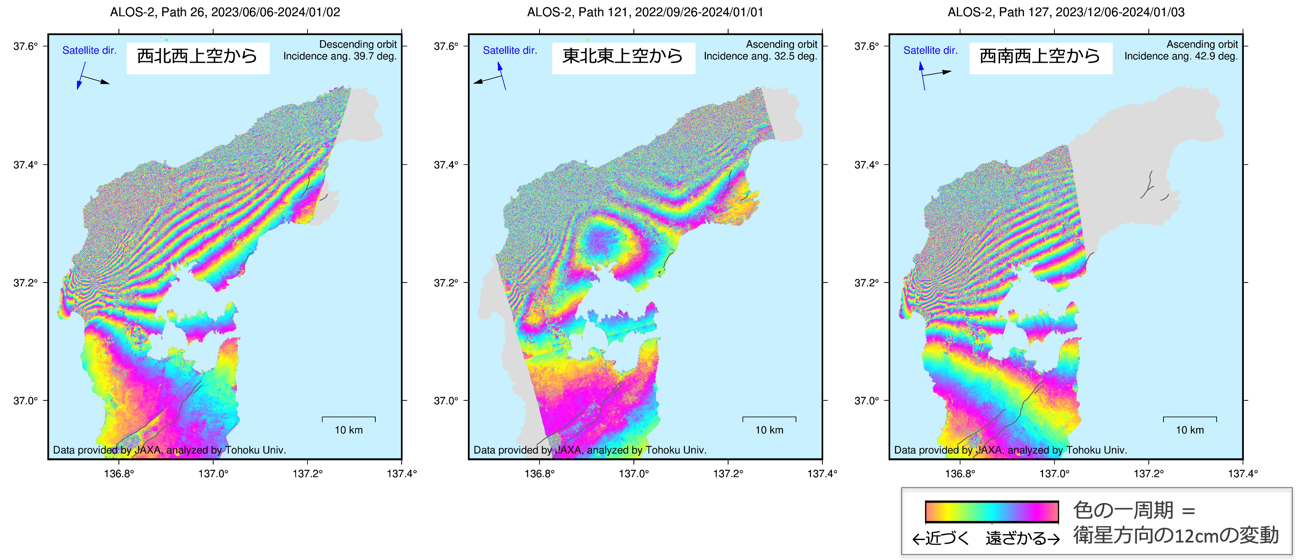 ALOS-2, Path 26, 2023/06/06-2024/01/02
37.6°
Satellite dir.
西北西上空から
Descending orbit
Incidence ang. 39.7 deg.
37.4°
37.2°
37.0°
10 km
Data provided by JAXA, analyzed by Tohoku Univ.
136.8°
137.0°
137.2°
137.4°
ALOS-2, Path 121, 2022/09/26-2024/01/01
37.6°
Satellite dir.
東北東上空から
Ascending orbit
Incidence ang. 32.5 deg.
37.4°
37.2°
37.0°
10 km
Data provided by JAXA, analyzed by Tohoku Univ.
136.8°
137.0°
137.2°
137.4°
ALOS-2, Path 127, 2023/12/06-2024/01/03
37.6°
Satellite dir.
西南西上空から
Ascending orbit
Incidence ang. 42.9 deg.
37.4°
37.2°
37.0°
10 km
Data provided by JAXA, analyzed by Tohoku Univ.
136.8°
137.0°
137.2°
137.4°
←近づく 遠ざかる→
色の一周期 =
衛星方向の12cmの変動